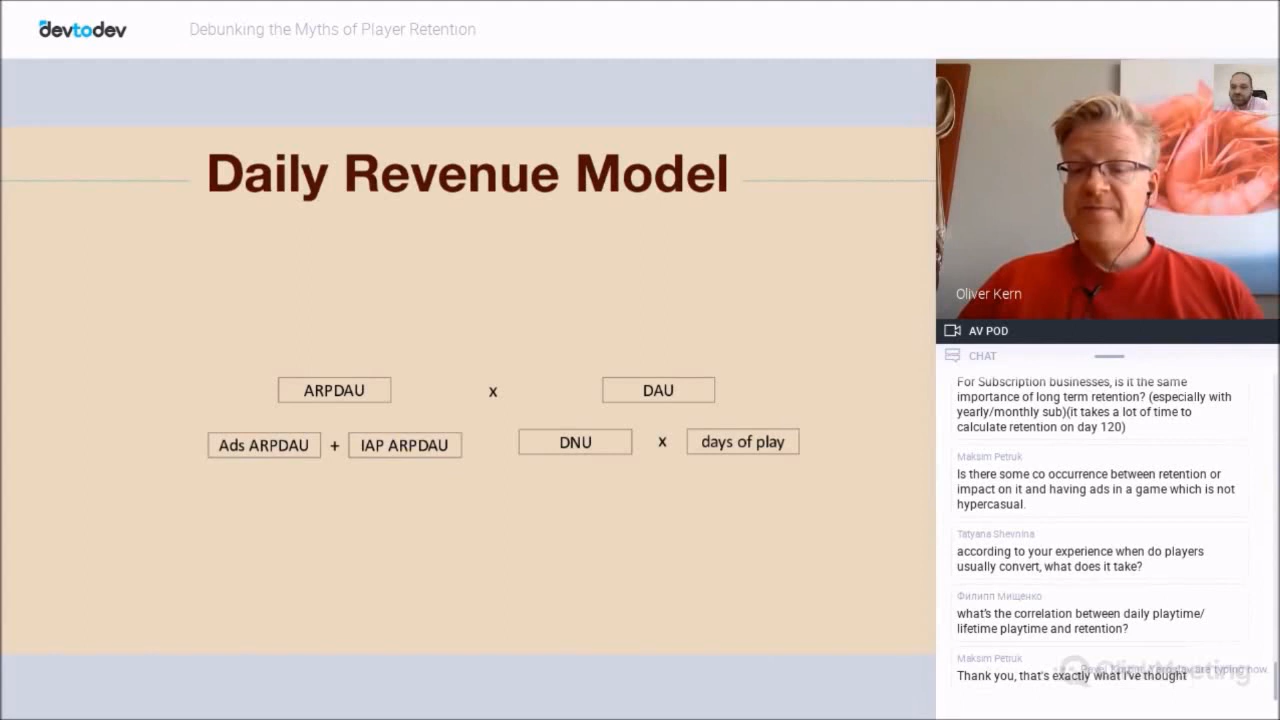 devtodev
Debunking the Myths of Player Retention
Daily Revenue Model
ARPDAU x DAU
Ads ARPDAU + IAP ARPDAU DNU x days of play
Oliver Kern
AV POD
CHAT
For Subscription businesses, is it the same
importance of long term retention? (especially with
yearly/monthly sub)(it takes a lot of time to
calculate retention on day 120)
Maksim Petruk
Is there some co occurrence between retention or
impact on it and having ads in a game which is not
hypercasual.
Tatyana Shevnina
according to your experience when do players
usually convert, what does it take?
Филипп Мищенко
what's the correlation between daily playtime/
lifetime playtime and retention?
Maksim Petruk
Thank you, that's exactly what I've thought
ClickMeeting
are typing now.